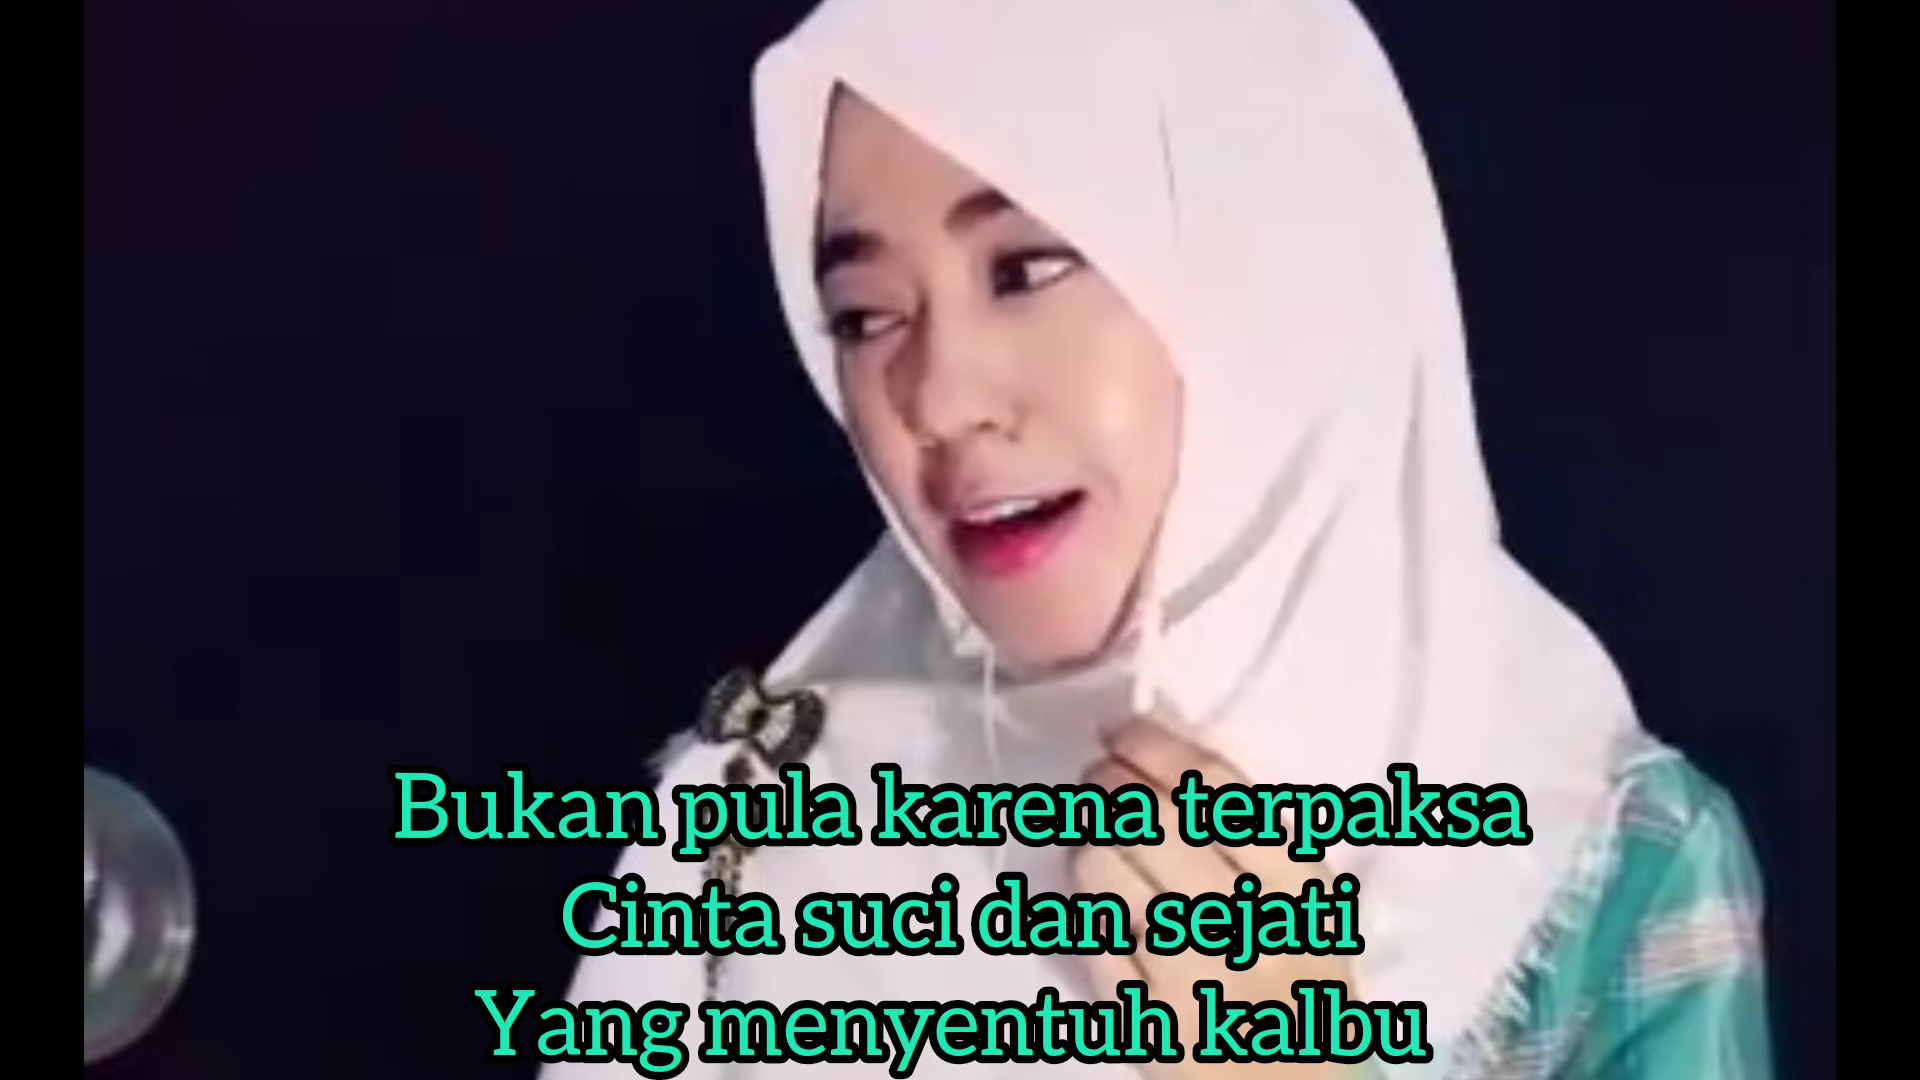 Bukan pula karena terpaksa
Cinta suci dan sejati
Yang menyentuh kalbu